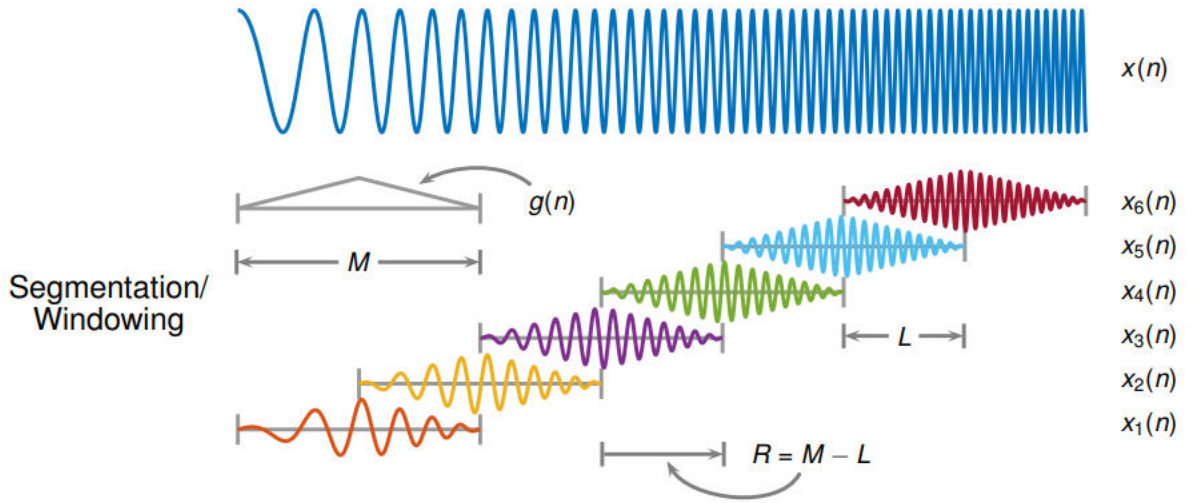 x(n)
g(n)
x₆(n)
x₅(n)
M
Segmentation/
Windowing
x₄(n)
x₃(n)
L
x₂(n)
x₁(n)
R = M − L